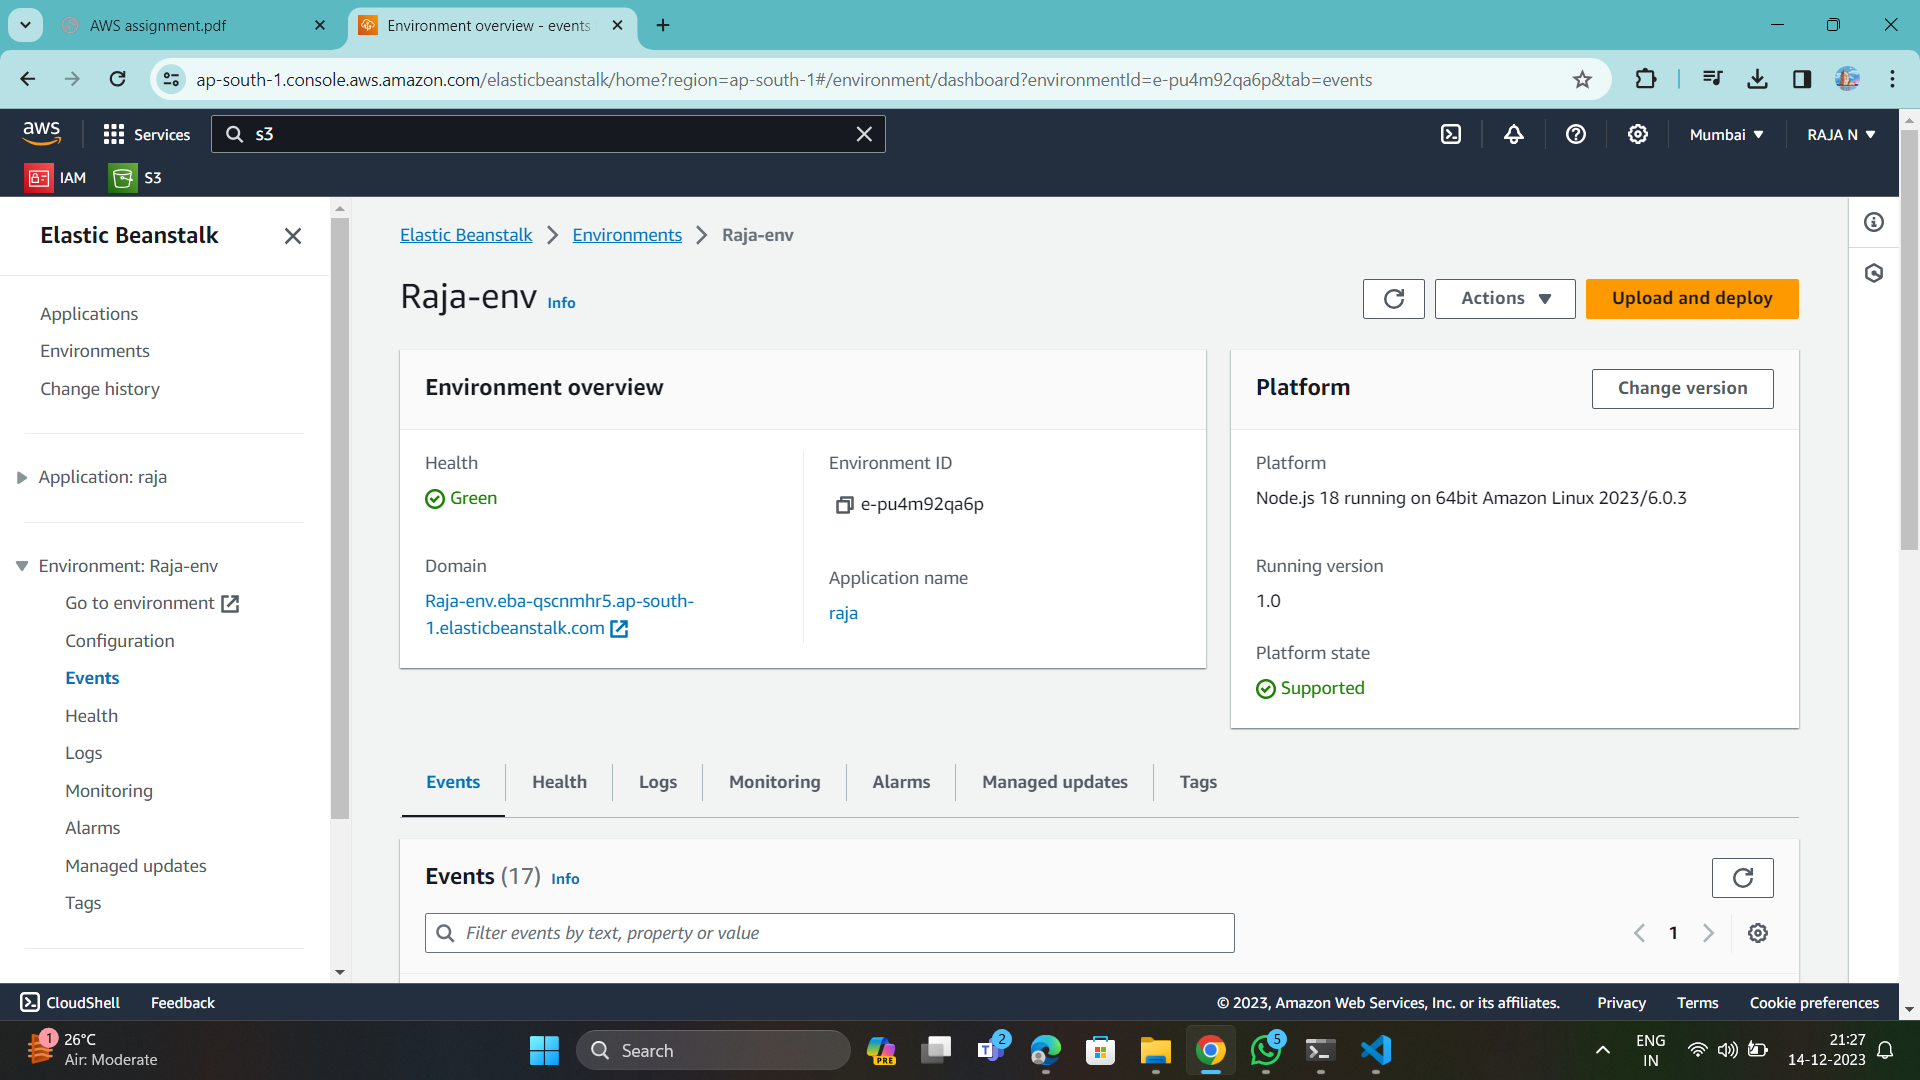 AWS assignment.pdf
Environment overview - events
ap-south-1.console.aws.amazon.com/elasticbeanstalk/home?region=ap-south-1#/environment/dashboard?environmentId=e-pu4m92qa6p&tab=events
aws
Services
s3
Mumbai
RAJA N
IAM
S3
Elastic Beanstalk
Applications
Environments
Change history
Application: raja
Environment: Raja-env
Go to environment
Configuration
Events
Health
Logs
Monitoring
Alarms
Managed updates
Tags
Elastic Beanstalk
Environments
Raja-env
Raja-env Info
Actions
Upload and deploy
Environment overview
Health
Green
Domain
Raja-env.eba-qscnmhr5.ap-south-
1.elasticbeanstalk.com
Environment ID
e-pu4m92qa6p
Application name
raja
Platform
Change version
Platform
Node.js 18 running on 64bit Amazon Linux 2023/6.0.3
Running version
1.0
Platform state
Supported
Events
Health
Logs
Monitoring
Alarms
Managed updates
Tags
Events (17) Info
Filter events by text, property or value
1
CloudShell
Feedback
© 2023, Amazon Web Services, Inc. or its affiliates.
Privacy
Terms
Cookie preferences
1
26°C
Air: Moderate
Search
PRE
2
5
ENG
IN
21:27
14-12-2023